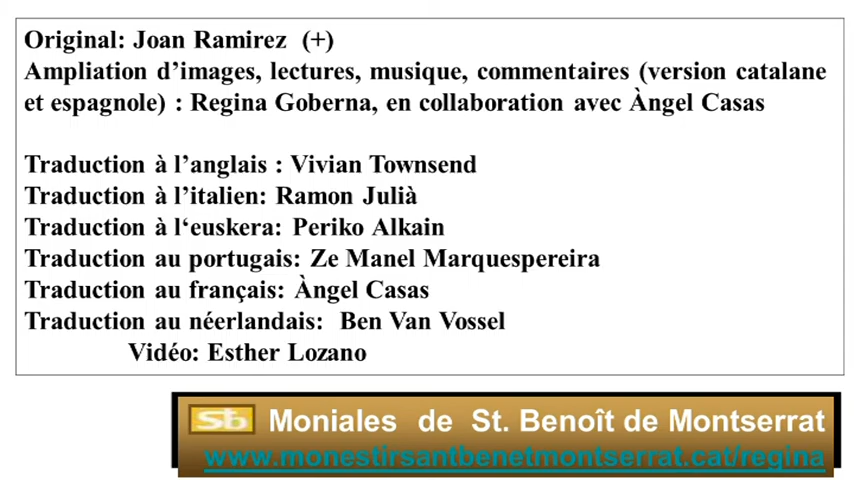 Original: Joan Ramirez (+)
Ampliation d’images, lectures, musique, commentaires (version catalane
et espagnole) : Regina Goberna, en collaboration avec Àngel Casas
Traduction à l’anglais : Vivian Townsend
Traduction à l’italien: Ramon Julià
Traduction à l‘euskera: Periko Alkain
Traduction au portugais: Ze Manel Marquespereira
Traduction au français: Àngel Casas
Traduction au néerlandais: Ben Van Vossel
Vidéo: Esther Lozano
Sb Moniales de St. Benoît de Montserrat
www.monestirsantbenetmontserrat.cat/regina